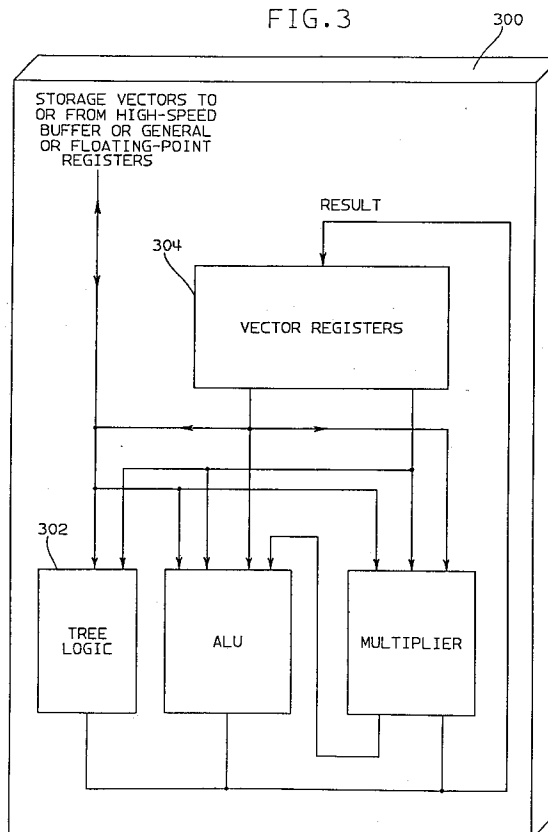 FIG.3
300
STORAGE VECTORS TO
OR FROM HIGH-SPEED
BUFFER OR GENERAL
OR FLOATING-POINT
REGISTERS
RESULT
304
VECTOR REGISTERS
302
TREE
LOGIC
ALU
MULTIPLIER